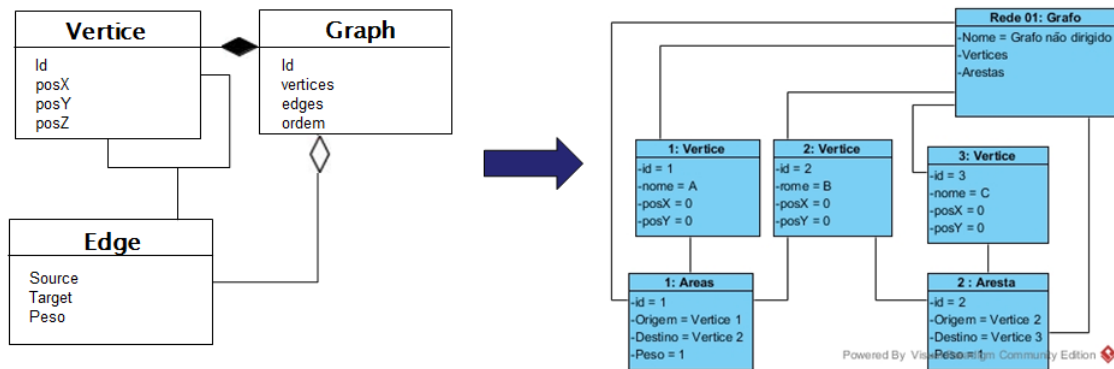 Vertice
Id
posX
posY
posZ
Graph
Id
vertices
edges
ordem
Edge
Source
Target
Peso
Rede 01: Grafo
-Nome = Grafo não dirigido
-Vertices
-Arestas
1: Vertice
-id = 1
-nome = A
-posX = 0
-posY = 0
2: Vertice
-id = 2
-rome = B
-posX = 0
-posY = 0
3: Vertice
-id = 3
-nome = C
-posX = 0
-posY = 0
1: Areas
-id = 1
-Origem = Vertice 1
-Destino = Vertice 2
-Peso = 1
2 : Aresta
-id = 2
-Origem = Vertice 2
-Destino = Vertice 3
-Peso = 1
Powered By Visual Paradigm Community Edition